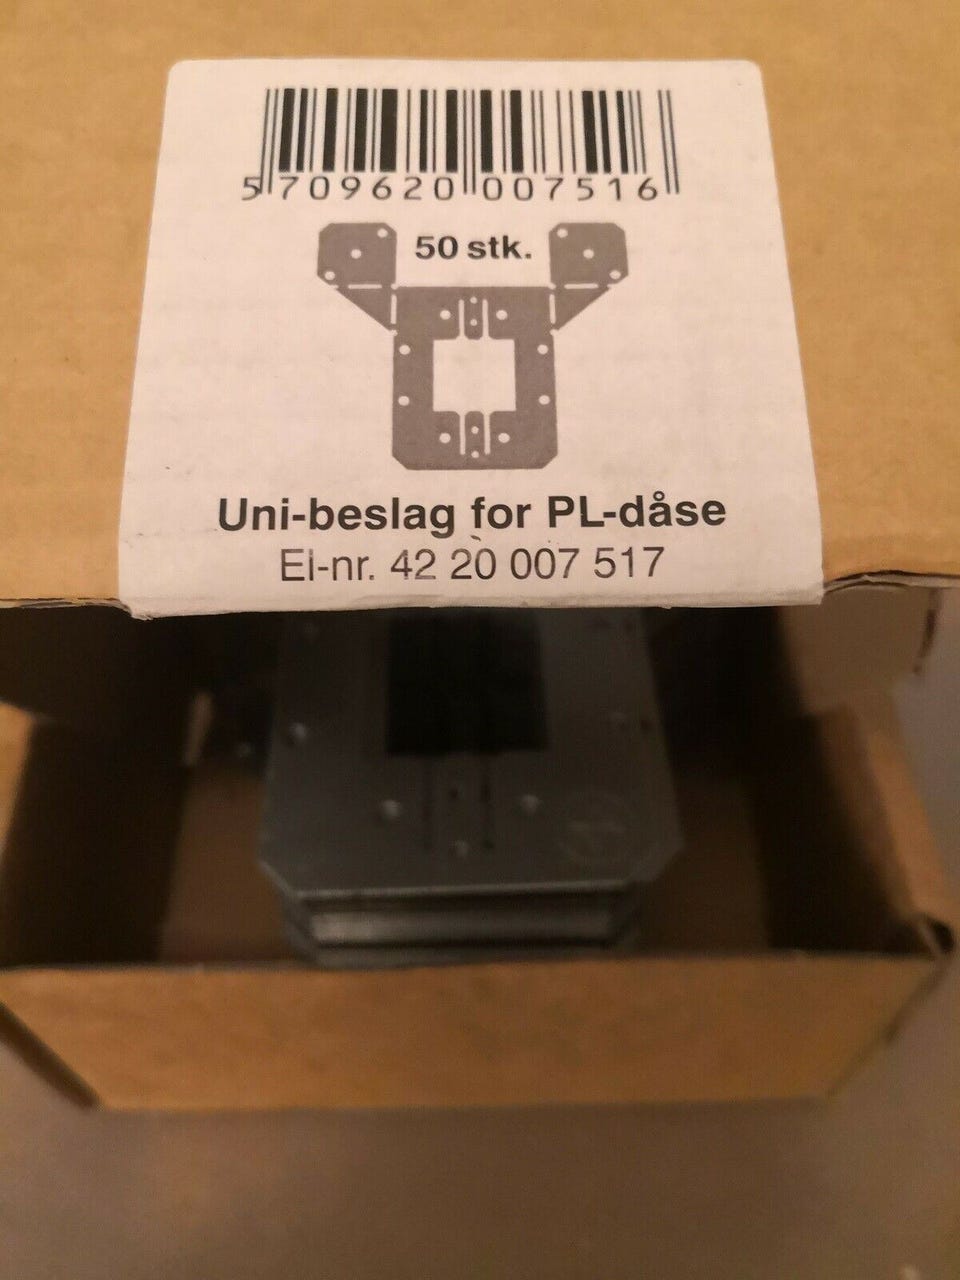 5 709620 007516
50 stk.
Uni-beslag for PL-dåse
El-nr. 42 20 007 517